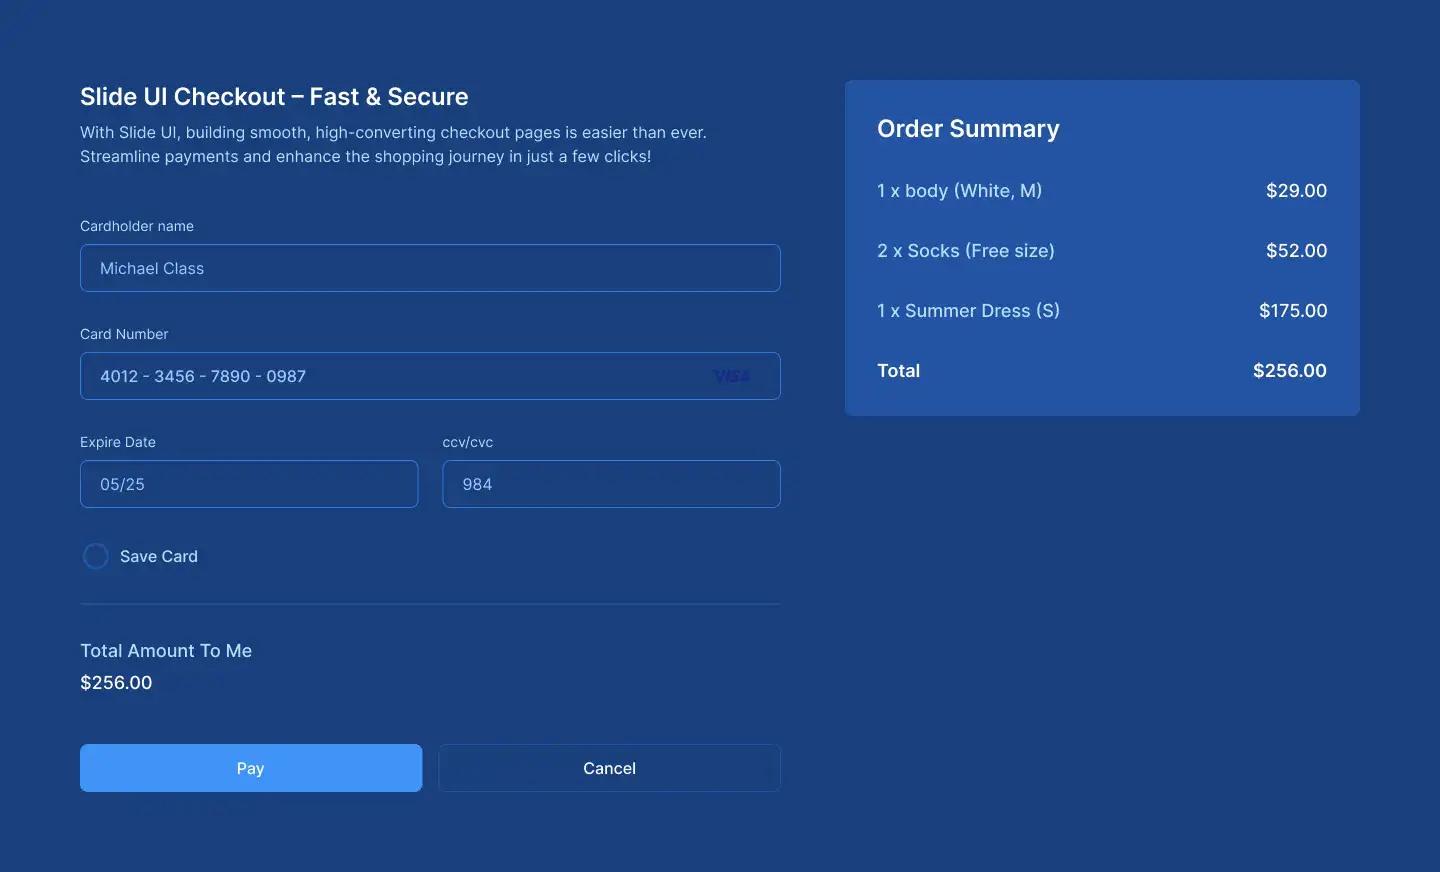 Slide UI Checkout – Fast & Secure
With Slide UI, building smooth, high-converting checkout pages is easier than ever.
Streamline payments and enhance the shopping journey in just a few clicks!
Cardholder name
Michael Class
Card Number
4012 - 3456 - 7890 - 0987
VISA
Expire Date
ccv/cvc
05/25
984
Save Card
Total Amount To Me
$256.00
Pay
Cancel
Order Summary
1 x body (White, M) $29.00
2 x Socks (Free size) $52.00
1 x Summer Dress (S) $175.00
Total $256.00